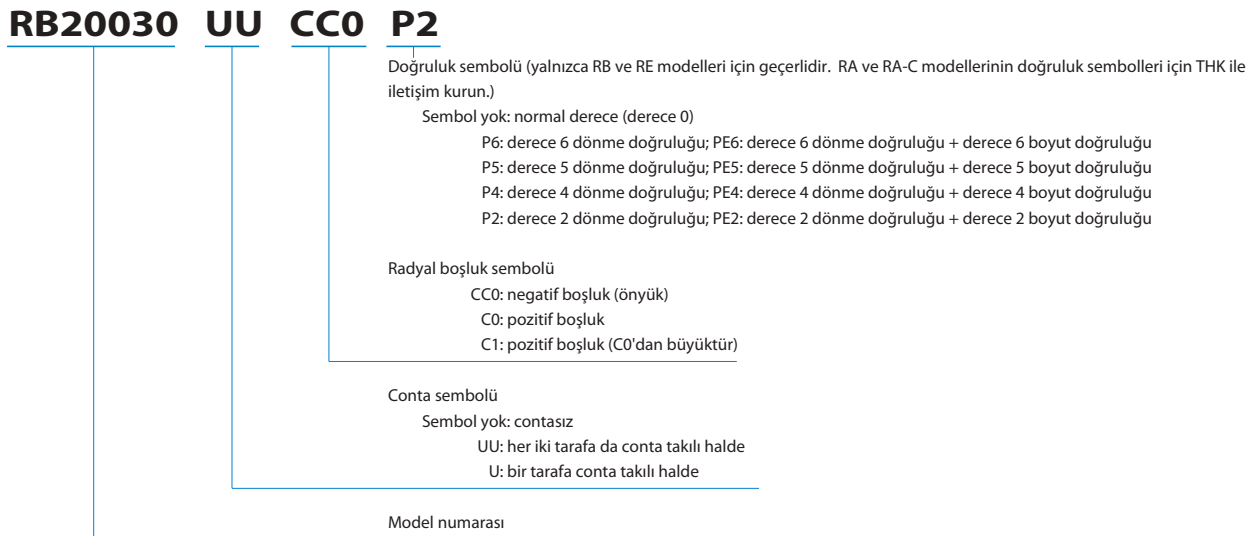 RB20030 UU CC0 P2
Doğruluk sembolü (yalnızca RB ve RE modelleri için geçerlidir. RA ve RA-C modellerinin doğruluk sembolleri için THK ile
iletişim kurun.)
Sembol yok: normal derece (derece 0)
P6: derece 6 dönme doğruluğu; PE6: derece 6 dönme doğruluğu + derece 6 boyut doğruluğu
P5: derece 5 dönme doğruluğu; PE5: derece 5 dönme doğruluğu + derece 5 boyut doğruluğu
P4: derece 4 dönme doğruluğu; PE4: derece 4 dönme doğruluğu + derece 4 boyut doğruluğu
P2: derece 2 dönme doğruluğu; PE2: derece 2 dönme doğruluğu + derece 2 boyut doğruluğu
Radyal boşluk sembolü
CC0: negatif boşluk (önyük)
C0: pozitif boşluk
C1: pozitif boşluk (C0'dan büyüktür)
Conta sembolü
Sembol yok: contasız
UU: her iki tarafa da conta takılı halde
U: bir tarafa conta takılı halde
Model numarası